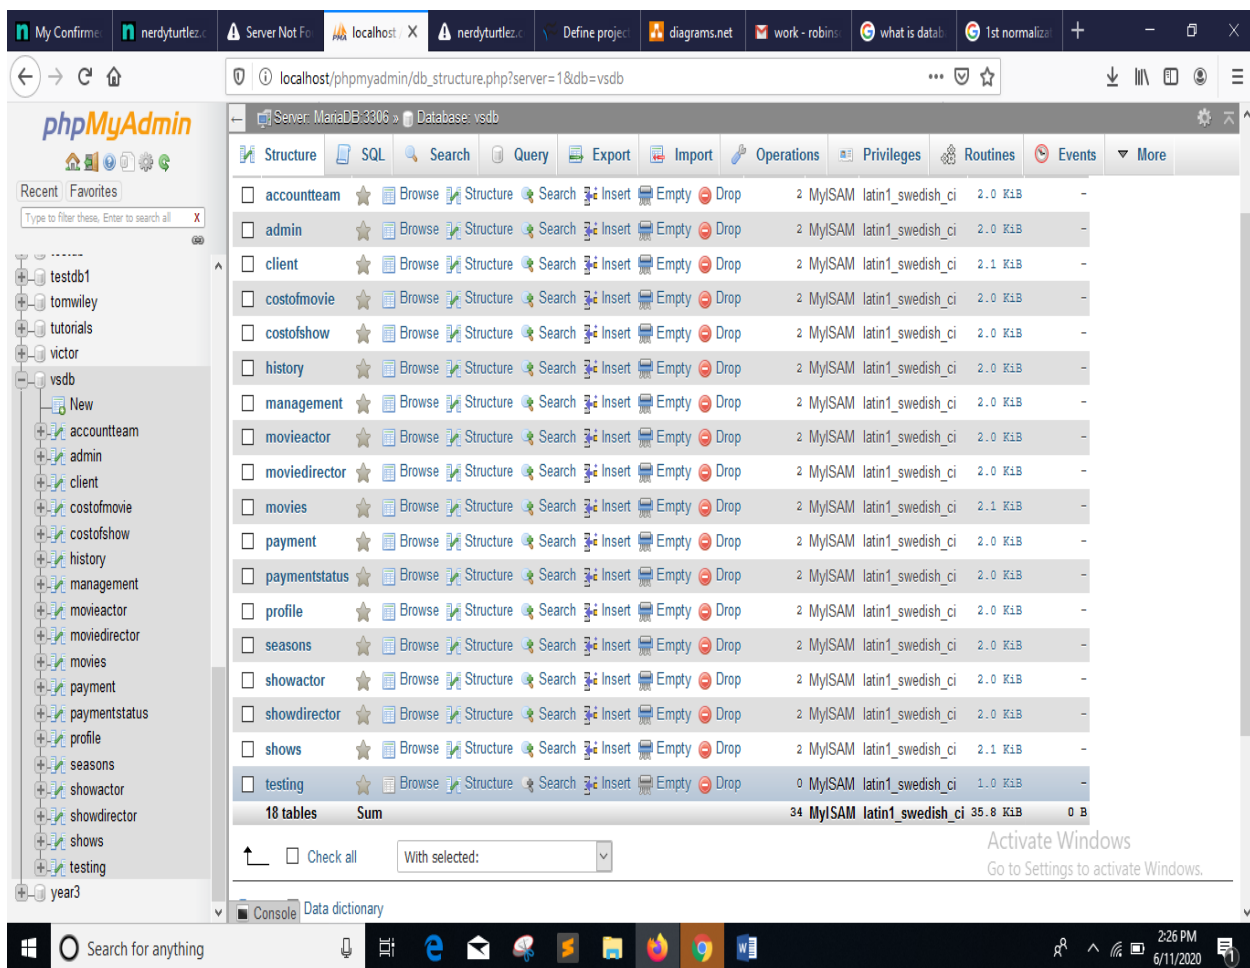 My Confirme
nerdyturtlez.c
Server Not Fo
localhost /
nerdyturtlez.c
Define project
diagrams.net
work - robins
what is datab
1st normaliza
localhost/phpmyadmin/db_structure.php?server=1&db=vsdb
phpMyAdmin
Recent Favorites
Type to filter these, Enter to search all X
testdb1
tomwiley
tutorials
victor
vsdb
New
accountteam
admin
client
costofmovie
costofshow
history
management
movieactor
moviedirector
movies
payment
paymentstatus
profile
seasons
showactor
showdirector
shows
testing
year3
Server: MariaDB:3306 » Database: vsdb
Structure SQL Search Query Export Import Operations Privileges Routines Events More
accountteam Browse Structure Search Insert Empty Drop 2 MyISAM latin1_swedish_ci 2.0 KiB -
admin Browse Structure Search Insert Empty Drop 2 MyISAM latin1_swedish_ci 2.0 KiB -
client Browse Structure Search Insert Empty Drop 2 MyISAM latin1_swedish_ci 2.1 KiB -
costofmovie Browse Structure Search Insert Empty Drop 2 MyISAM latin1_swedish_ci 2.0 KiB -
costofshow Browse Structure Search Insert Empty Drop 2 MyISAM latin1_swedish_ci 2.0 KiB -
history Browse Structure Search Insert Empty Drop 2 MyISAM latin1_swedish_ci 2.0 KiB -
management Browse Structure Search Insert Empty Drop 2 MyISAM latin1_swedish_ci 2.0 KiB -
movieactor Browse Structure Search Insert Empty Drop 2 MyISAM latin1_swedish_ci 2.0 KiB -
moviedirector Browse Structure Search Insert Empty Drop 2 MyISAM latin1_swedish_ci 2.0 KiB -
movies Browse Structure Search Insert Empty Drop 2 MyISAM latin1_swedish_ci 2.1 KiB -
payment Browse Structure Search Insert Empty Drop 2 MyISAM latin1_swedish_ci 2.0 KiB -
paymentstatus Browse Structure Search Insert Empty Drop 2 MyISAM latin1_swedish_ci 2.0 KiB -
profile Browse Structure Search Insert Empty Drop 2 MyISAM latin1_swedish_ci 2.0 KiB -
seasons Browse Structure Search Insert Empty Drop 2 MyISAM latin1_swedish_ci 2.0 KiB -
showactor Browse Structure Search Insert Empty Drop 2 MyISAM latin1_swedish_ci 2.0 KiB -
showdirector Browse Structure Search Insert Empty Drop 2 MyISAM latin1_swedish_ci 2.0 KiB -
shows Browse Structure Search Insert Empty Drop 2 MyISAM latin1_swedish_ci 2.1 KiB -
testing Browse Structure Search Insert Empty Drop 0 MyISAM latin1_swedish_ci 1.0 KiB -
18 tables Sum 34 MyISAM latin1_swedish_ci 35.8 KiB 0 B
Check all With selected:
Activate Windows
Go to Settings to activate Windows.
Console Data dictionary
Search for anything
2:26 PM
6/11/2020